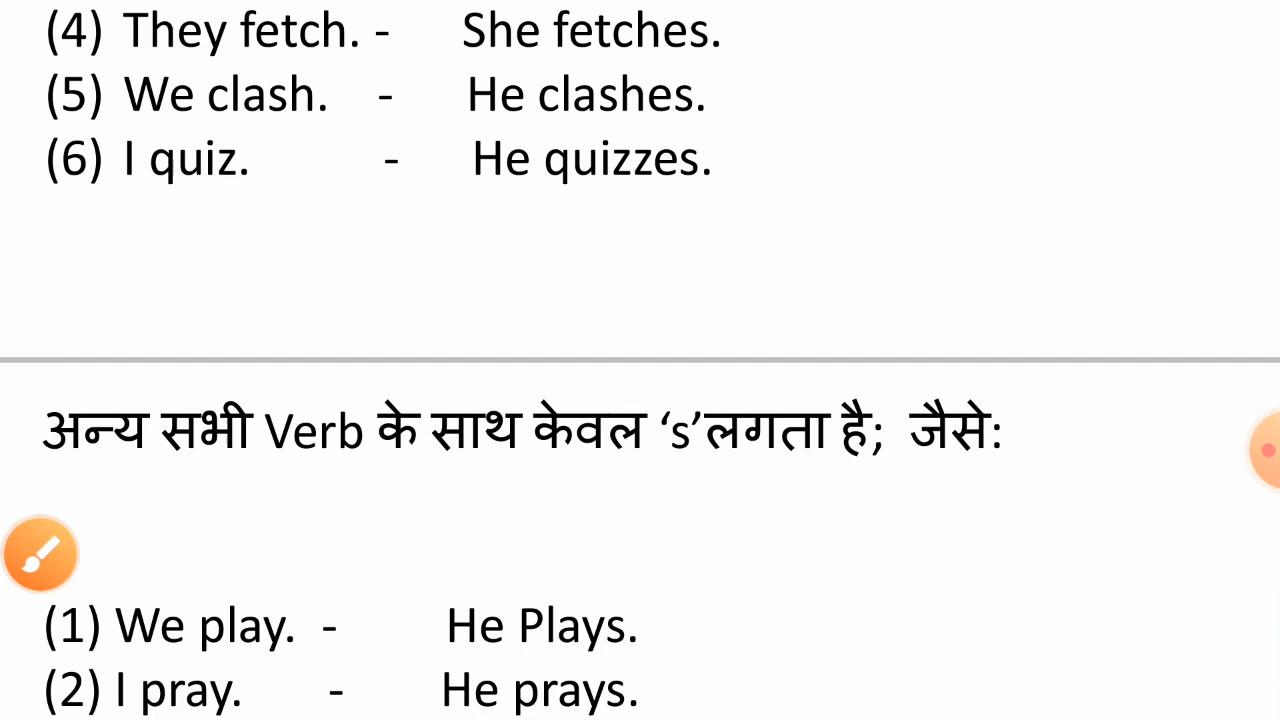 (4) They fetch. - She fetches.
(5) We clash. - He clashes.
(6) I quiz. - He quizzes.
अन्य सभी Verb के साथ केवल ‘s’लगता है; जैसे:
(1) We play. - He Plays.
(2) I pray. - He prays.